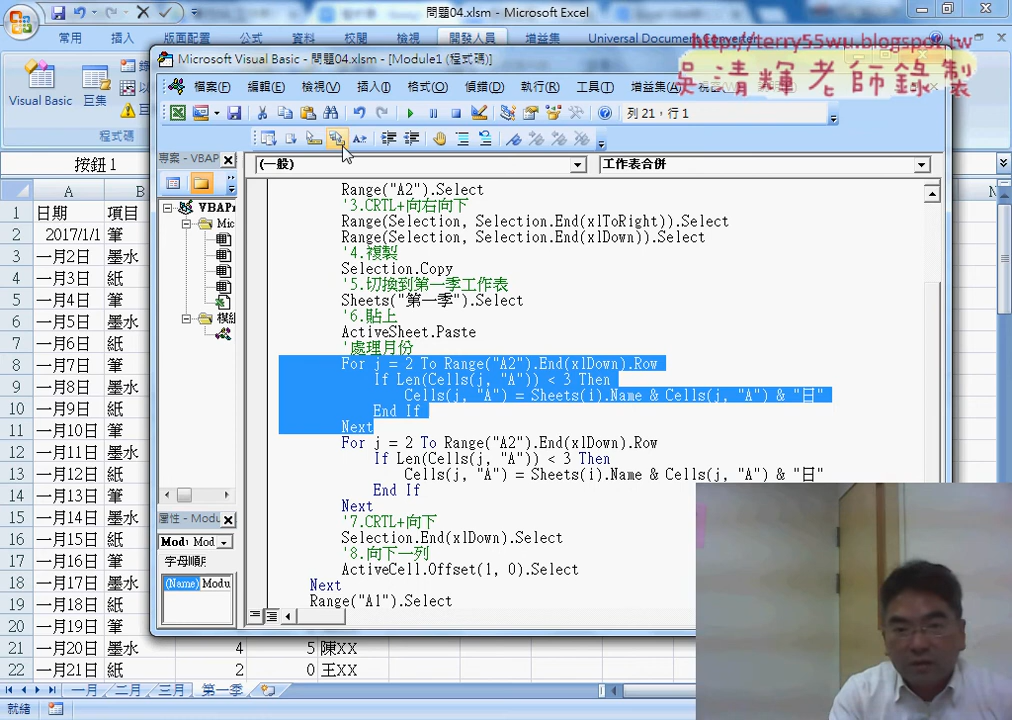 問題04.xlsm - Microsoft Excel
常用 插入 版面配置 公式 資料 校閱 檢視 開發人員 增益集 Universal Document Converter
http://terry55wu.blogspot.tw
吳清輝老師錄製
Visual Basic 巨集
程式碼
Microsoft Visual Basic - 問題04.xlsm - [Module1 (程式碼)]
檔案(F) 編輯(E) 檢視(V) 插入(I) 格式(O) 偵錯(D) 執行(R) 工具(T) 增益集(A)
列 21，行 1
按鈕 1
專案 - VBAP
(一般) 工作表合併
VBAPr
Mic
模組
屬性 - Modu
Modu Modu
字母順序
(Name) Modu
Range("A2").Select
'3.CRTL+向右向下
Range(Selection, Selection.End(xlToRight)).Select
Range(Selection, Selection.End(xlDown)).Select
'4.複製
Selection.Copy
'5.切換到第一季工作表
Sheets("第一季").Select
'6.貼上
ActiveSheet.Paste
'處理月份
For j = 2 To Range("A2").End(xlDown).Row
If Len(Cells(j, "A")) < 3 Then
Cells(j, "A") = Sheets(i).Name & Cells(j, "A") & "日"
End If
Next
For j = 2 To Range("A2").End(xlDown).Row
If Len(Cells(j, "A")) < 3 Then
Cells(j, "A") = Sheets(i).Name & Cells(j, "A") & "日"
End If
Next
'7.CRTL+向下
Selection.End(xlDown).Select
'8.向下一列
ActiveCell.Offset(1, 0).Select
Next
Range("A1").Select
A B N
1 日期 項目
2 2017/1/1 筆
3 一月2日 墨水
4 一月3日 紙
5 一月4日 筆
6 一月5日 墨水
7 一月6日 紙
8 一月7日 筆
9 一月8日 墨水
10 一月9日 紙
11 一月10日 筆
12 一月11日 墨水
13 一月12日 紙
14 一月13日 筆
15 一月14日 墨水
16 一月15日 紙
17 一月16日 筆
18 一月17日 墨水
19 一月18日 紙
20 一月19日 筆
21 一月20日 墨水 4 5 陳XX
22 一月21日 紙 2 0 王XX
一月 二月 三月 第一季
就緒